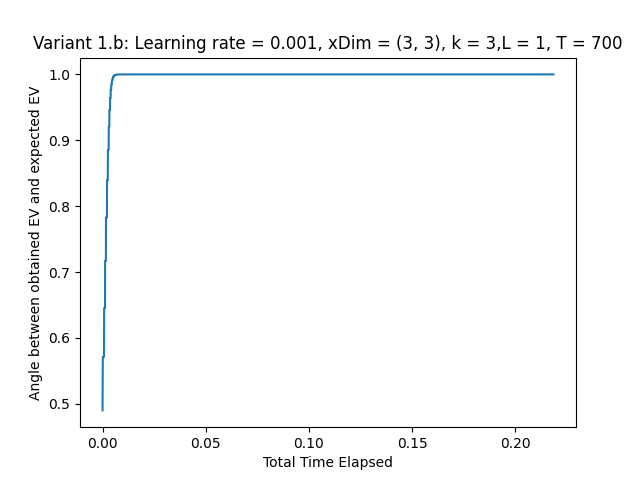 Variant 1.b: Learning rate = 0.001, xDim = (3, 3), k = 3,L = 1, T = 700
Angle between obtained EV and expected EV
1.0
0.9
0.8
0.7
0.6
0.5
0.00 0.05 0.10 0.15 0.20
Total Time Elapsed